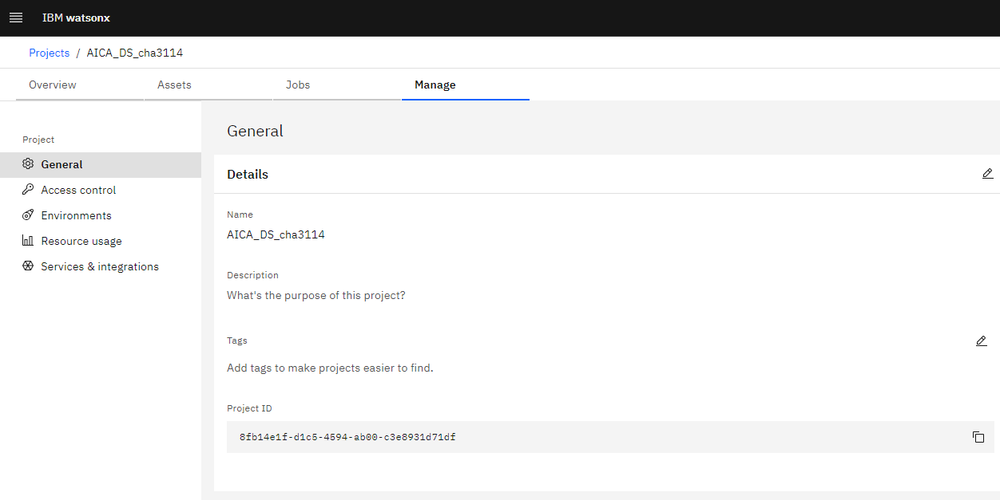 IBM watsonx
Projects / AICA_DS_cha3114
Overview Assets Jobs Manage
Project
General
Access control
Environments
Resource usage
Services & integrations
General
Details
Name
AICA_DS_cha3114
Description
What's the purpose of this project?
Tags
Add tags to make projects easier to find.
Project ID
8fb14e1f-d1c5-4594-ab00-c3e8931d71df